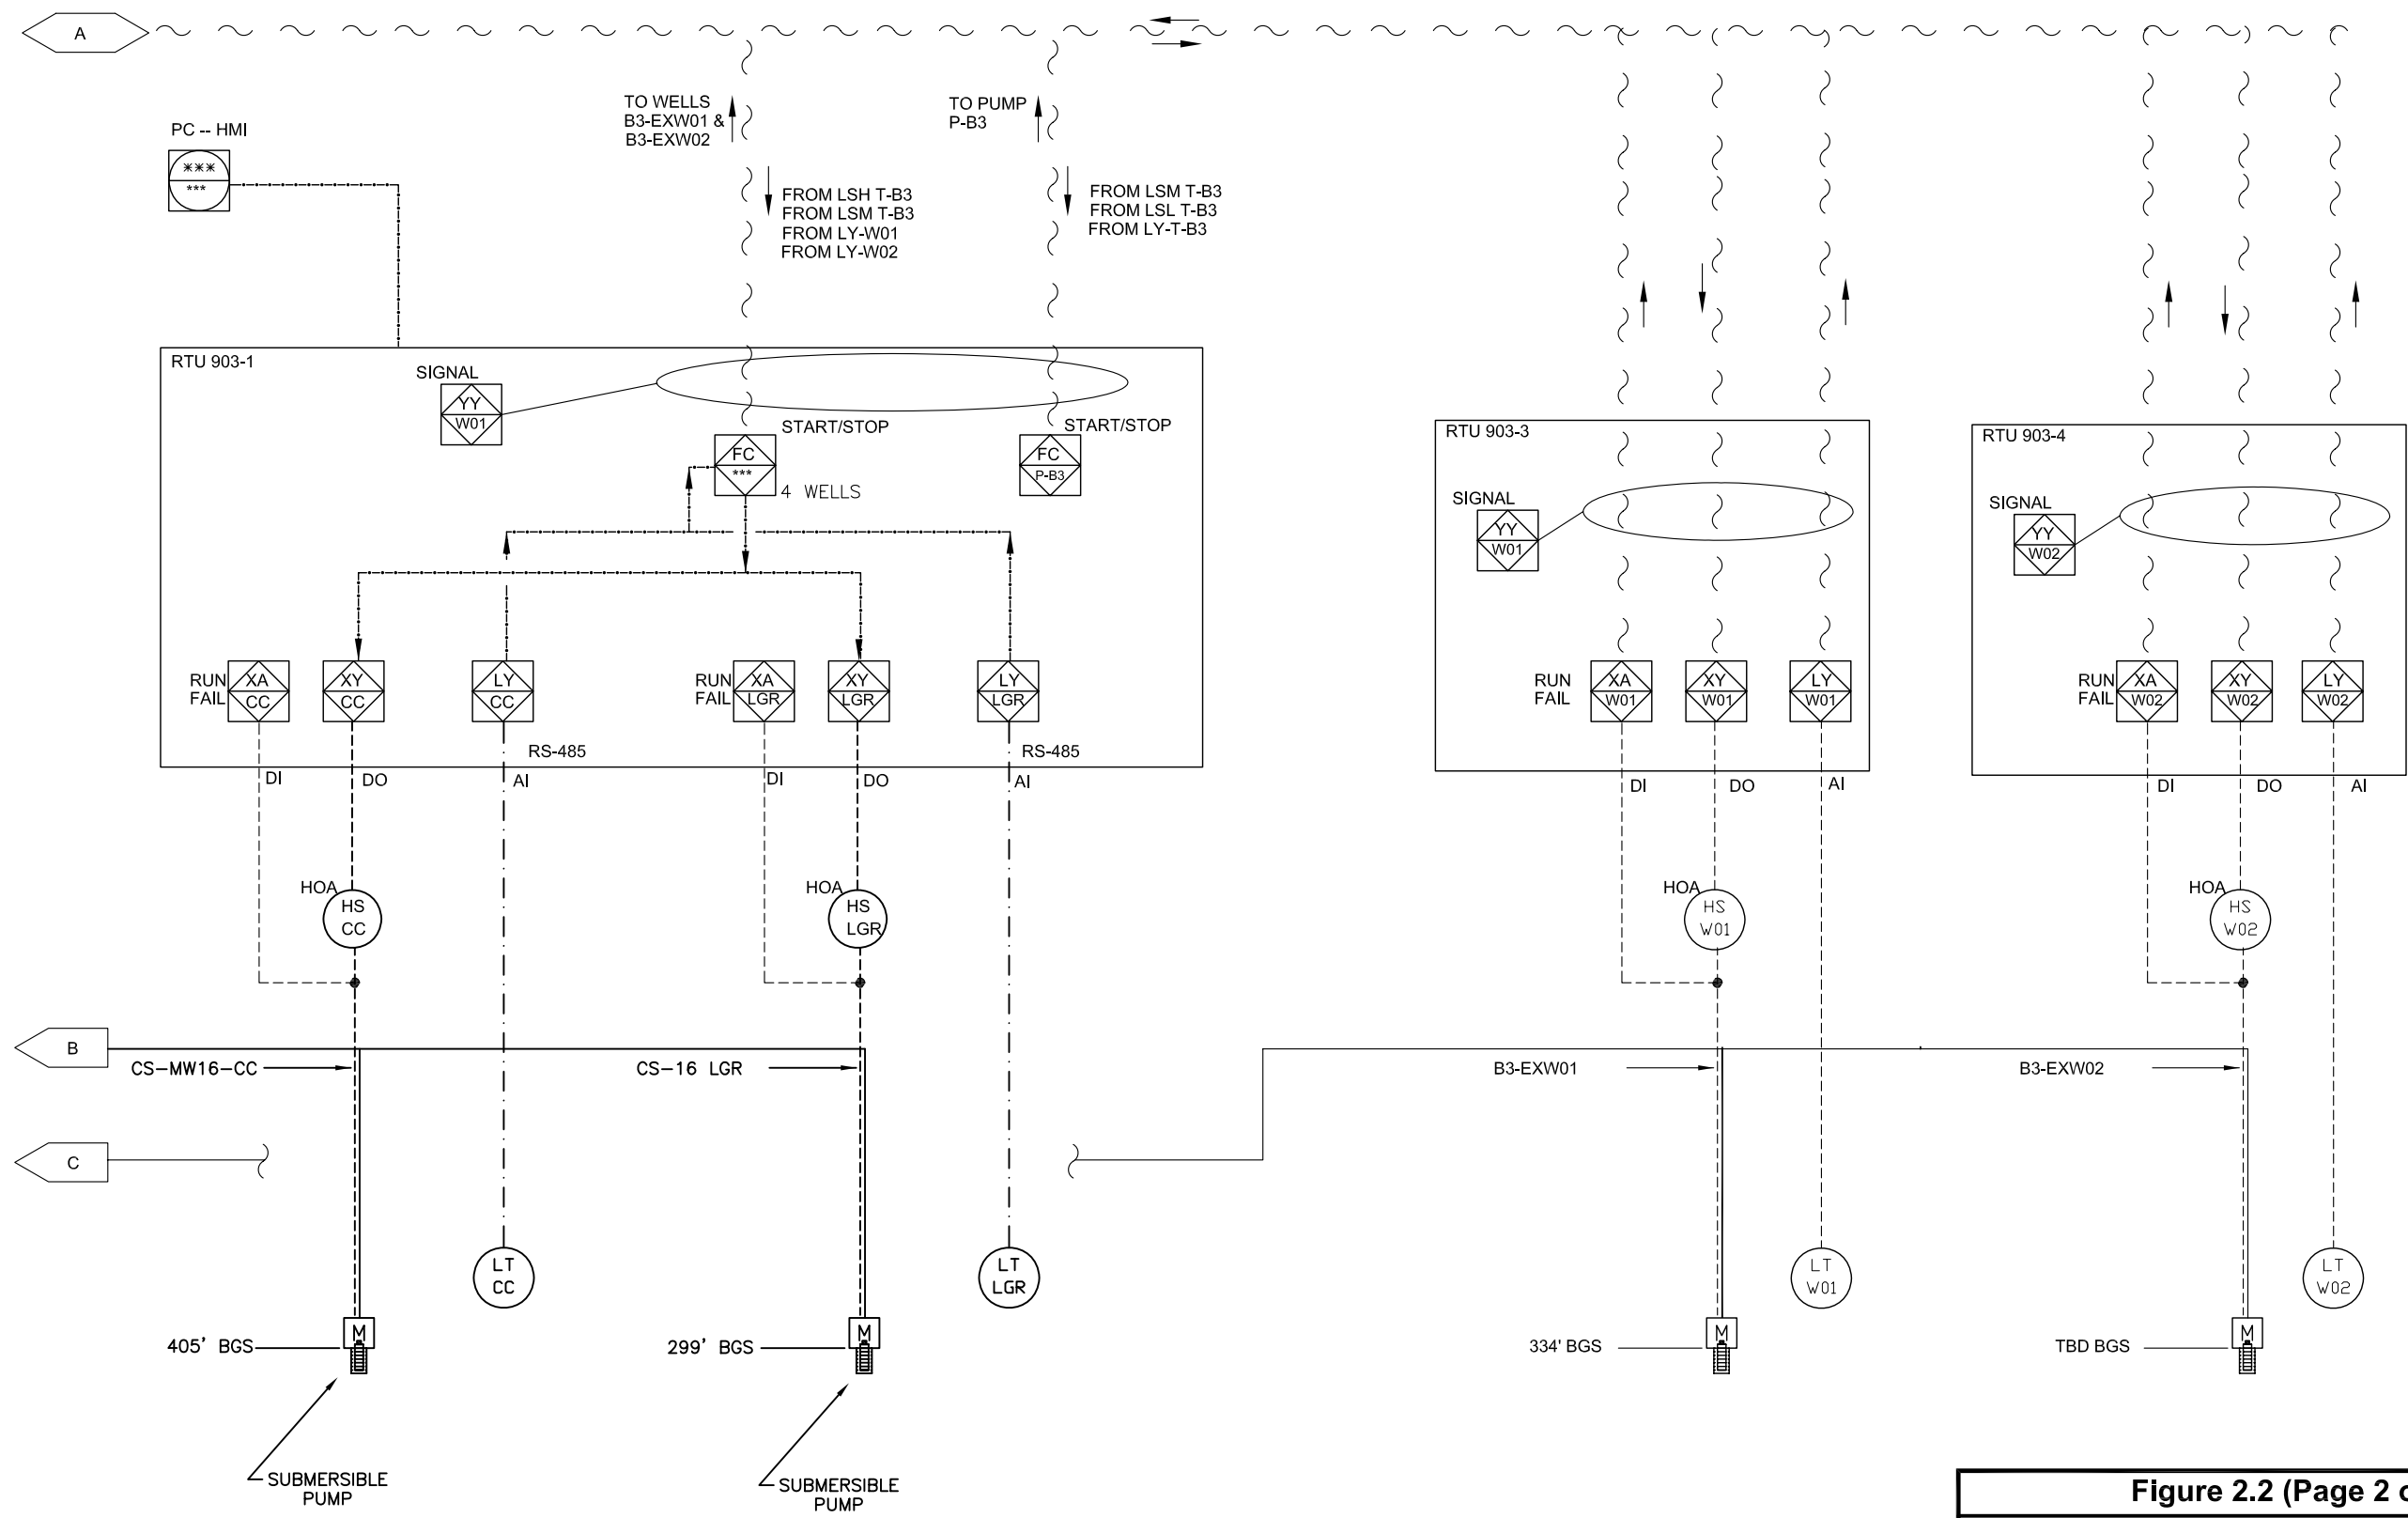 A
TO WELLS
B3-EXW01 &
B3-EXW02
TO PUMP
P-B3
PC -- HMI
***
***
FROM LSH T-B3
FROM LSM T-B3
FROM LY-W01
FROM LY-W02
FROM LSM T-B3
FROM LSL T-B3
FROM LY-T-B3
RTU 903-1
SIGNAL
YY
W01
START/STOP
FC
***
4 WELLS
START/STOP
FC
P-B3
RUN
FAIL
XA
CC
XY
CC
LY
CC
RUN
FAIL
XA
LGR
XY
LGR
LY
LGR
RS-485
RS-485
DI
DO
AI
DI
DO
AI
RTU 903-3
SIGNAL
YY
W01
RUN
FAIL
XA
W01
XY
W01
LY
W01
DI
DO
AI
RTU 903-4
SIGNAL
YY
W02
RUN
FAIL
XA
W02
XY
W02
LY
W02
DI
DO
AI
HOA
HS
CC
HOA
HS
LGR
HOA
HS
W01
HOA
HS
W02
B
CS-MW16-CC
CS-16 LGR
B3-EXW01
B3-EXW02
C
LT
CC
LT
LGR
LT
W01
LT
W02
M
405' BGS
M
299' BGS
M
334' BGS
M
TBD BGS
SUBMERSIBLE
PUMP
SUBMERSIBLE
PUMP
Figure 2.2 (Page 2